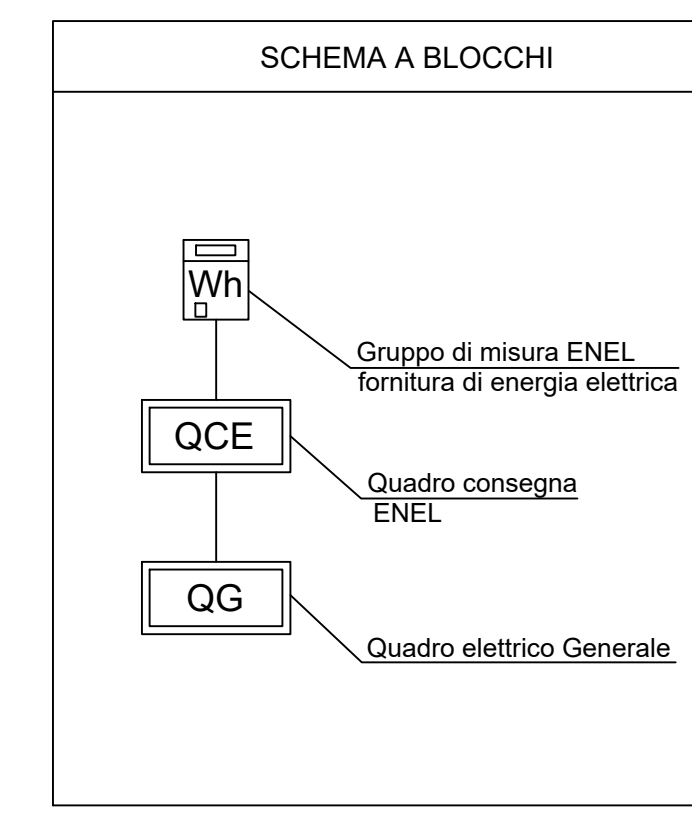 SCHEMA A BLOCCHI
Wh
Gruppo di misura ENEL
fornitura di energia elettrica
QCE
Quadro consegna
ENEL
QG
Quadro elettrico Generale